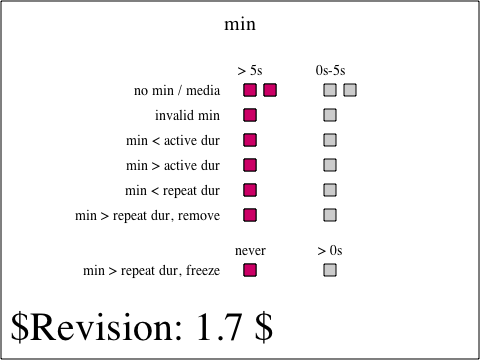 min
> 5s 0s-5s
no min / media
invalid min
min < active dur
min > active dur
min < repeat dur
min > repeat dur, remove
never > 0s
min > repeat dur, freeze
$Revision: 1.7 $